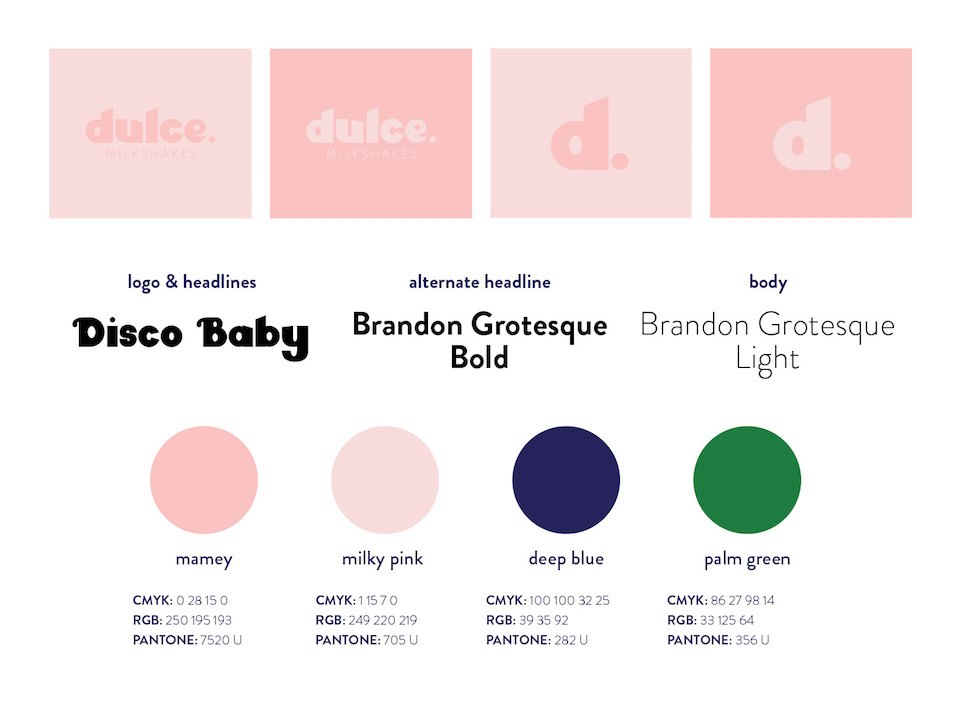 dulce.
MILKSHAKES
dulce.
MILKSHAKES
d.
d.
logo & headlines
alternate headline
body
Disco Baby
Brandon Grotesque
Bold
Brandon Grotesque
Light
mamey
milky pink
deep blue
palm green
CMYK: 0 28 15 0
RGB: 250 195 193
PANTONE: 7520 U
CMYK: 1 15 7 0
RGB: 249 220 219
PANTONE: 705 U
CMYK: 100 100 32 25
RGB: 39 35 92
PANTONE: 282 U
CMYK: 86 27 98 14
RGB: 33 125 64
PANTONE: 356 U